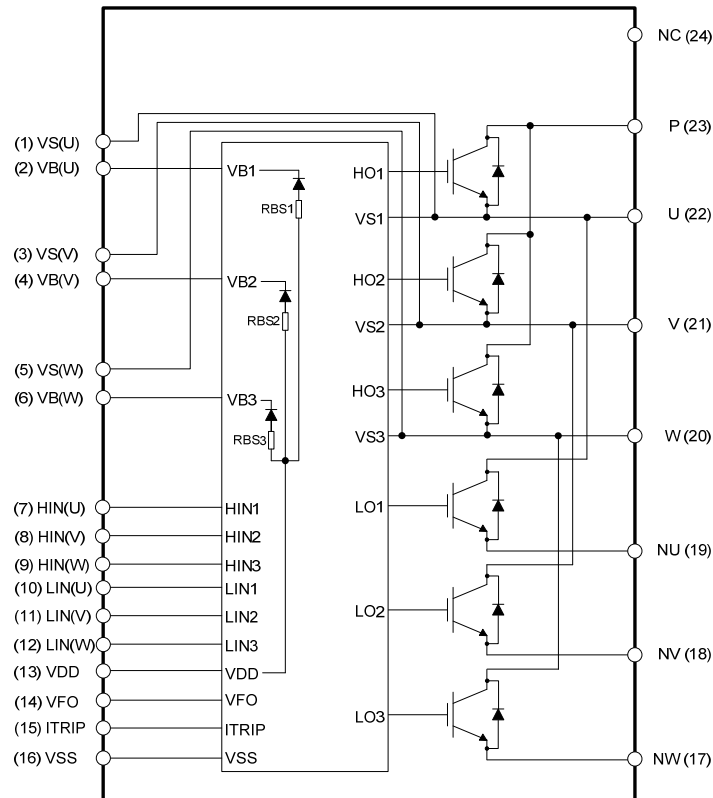 NC (24)
P (23)
(1) VS(U)
(2) VB(U)
VB1
HO1
RBS1
VS1
U (22)
(3) VS(V)
(4) VB(V)
VB2
HO2
RBS2
VS2
V (21)
(5) VS(W)
(6) VB(W)
VB3
HO3
RBS3
VS3
W (20)
(7) HIN(U)
HIN1
LO1
(8) HIN(V)
HIN2
NU (19)
(9) HIN(W)
HIN3
(10) LIN(U)
LIN1
(11) LIN(V)
LIN2
LO2
(12) LIN(W)
LIN3
NV (18)
(13) VDD
VDD
(14) VFO
VFO
LO3
(15) ITRIP
ITRIP
(16) VSS
VSS
NW (17)